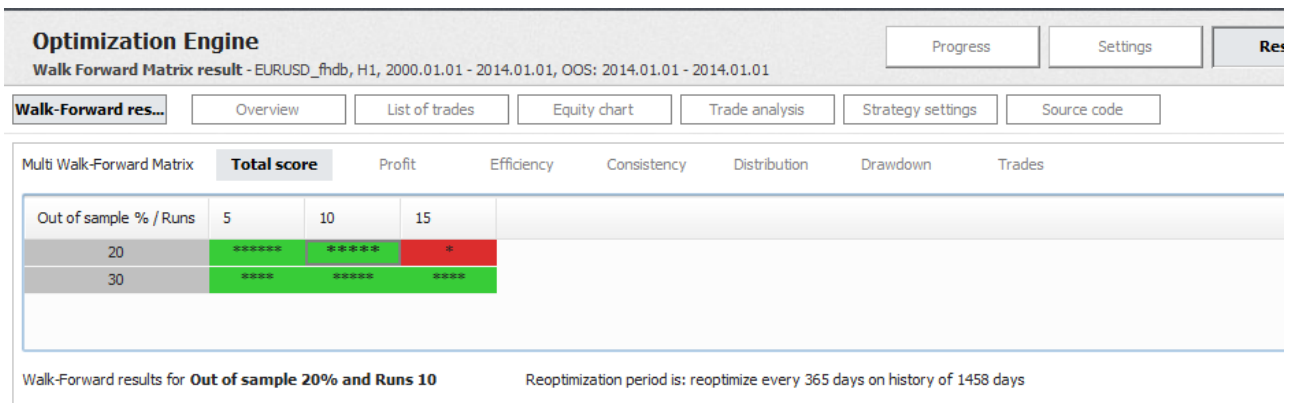 Optimization Engine
Progress Settings Res
Walk Forward Matrix result - EURUSD_fhdb, H1, 2000.01.01 - 2014.01.01, OOS: 2014.01.01 - 2014.01.01
Walk-Forward res... Overview List of trades Equity chart Trade analysis Strategy settings Source code
Multi Walk-Forward Matrix Total score Profit Efficiency Consistency Distribution Drawdown Trades
Out of sample % / Runs 5 10 15
20 ****** ***** *
30 **** ***** ****
Walk-Forward results for Out of sample 20% and Runs 10 Reoptimization period is: reoptimize every 365 days on history of 1458 days